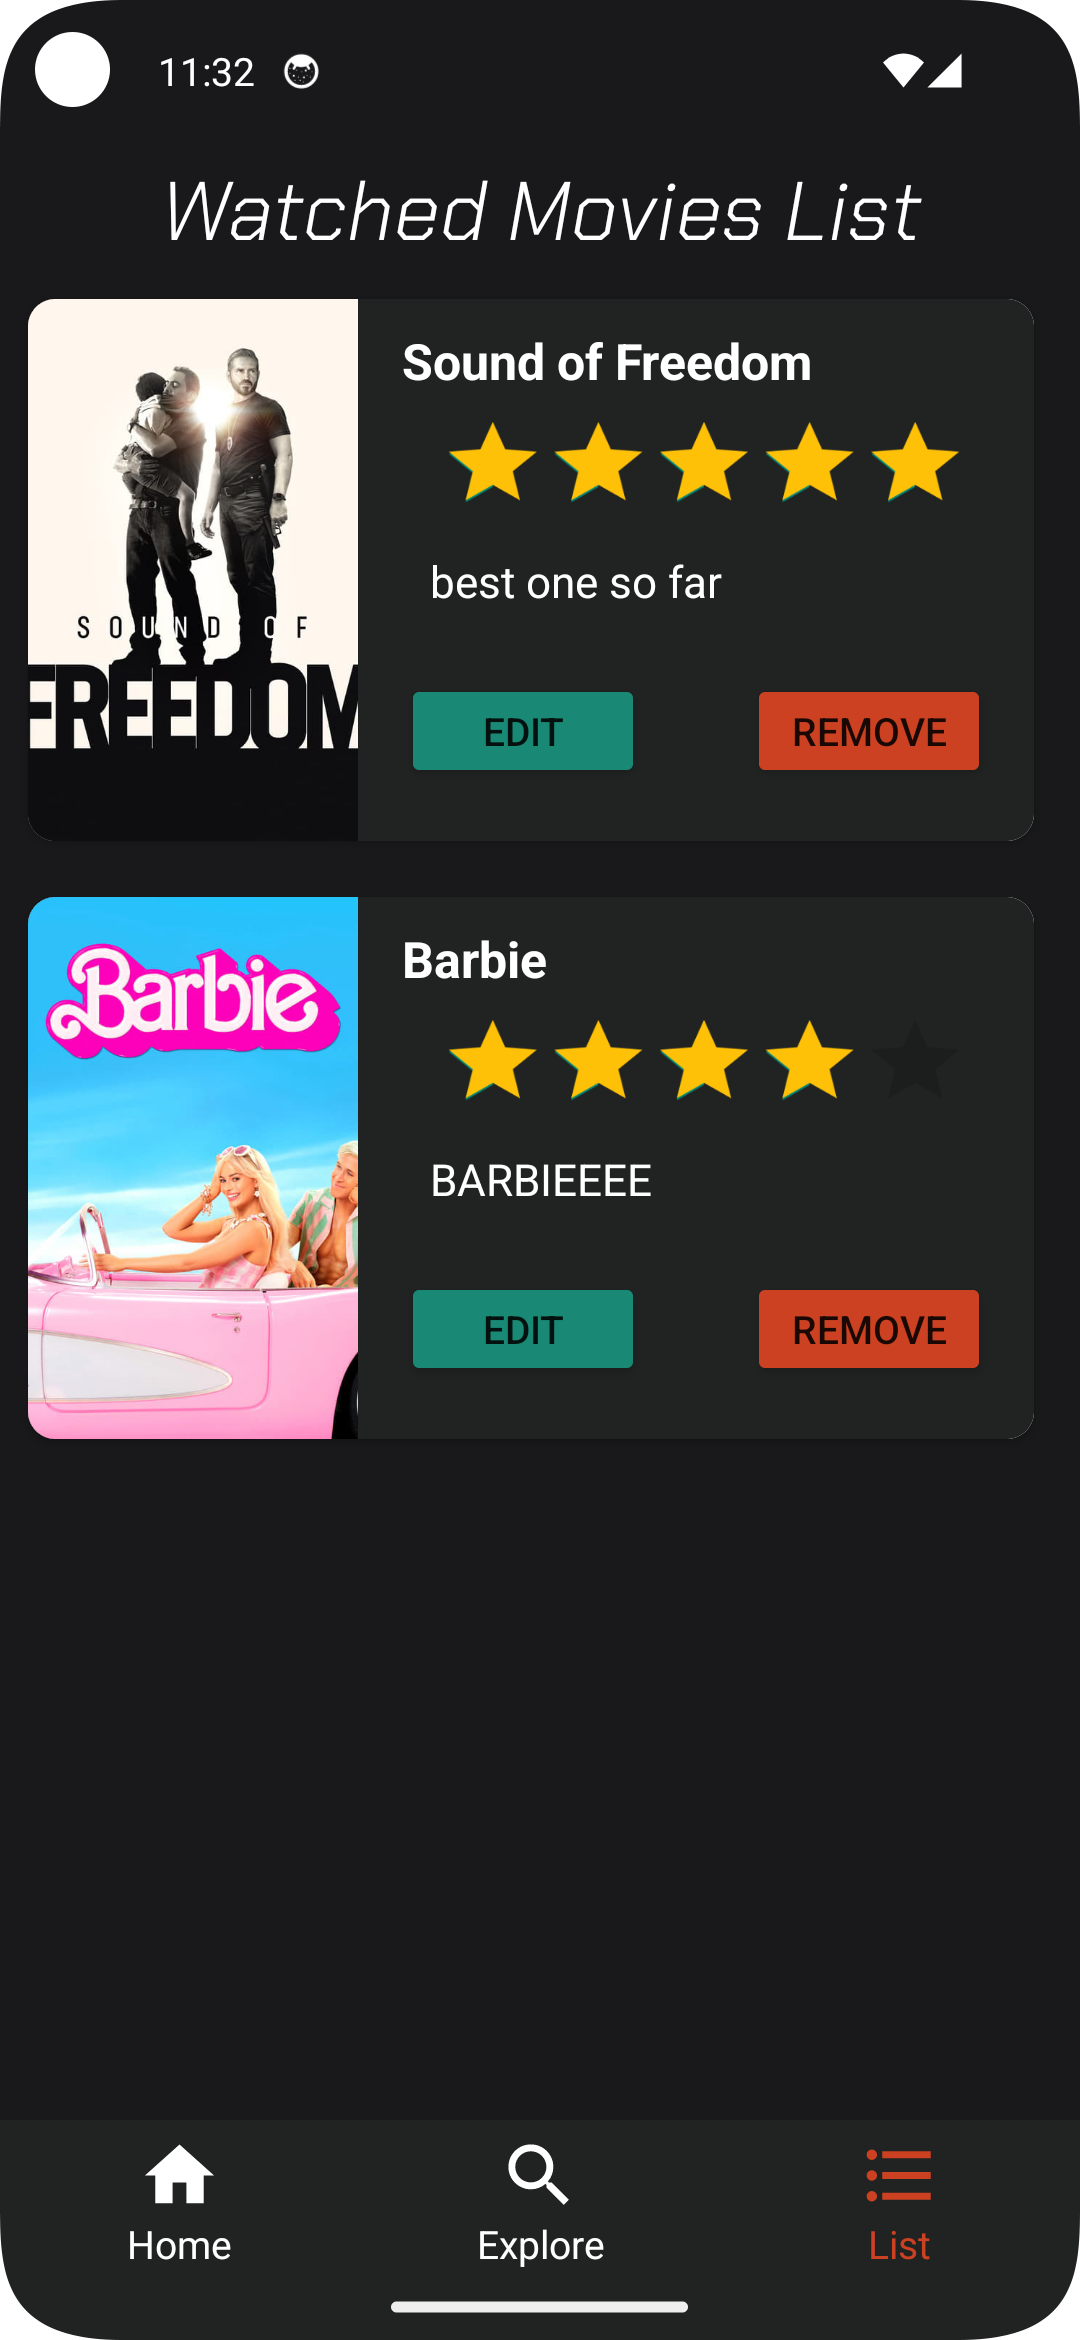 11:32
Watched Movies List
Sound of Freedom
best one so far
SOUND OF
FREEDOM
EDIT
REMOVE
Barbie
Barbie
BARBIEEEE
EDIT
REMOVE
Home
Explore
List